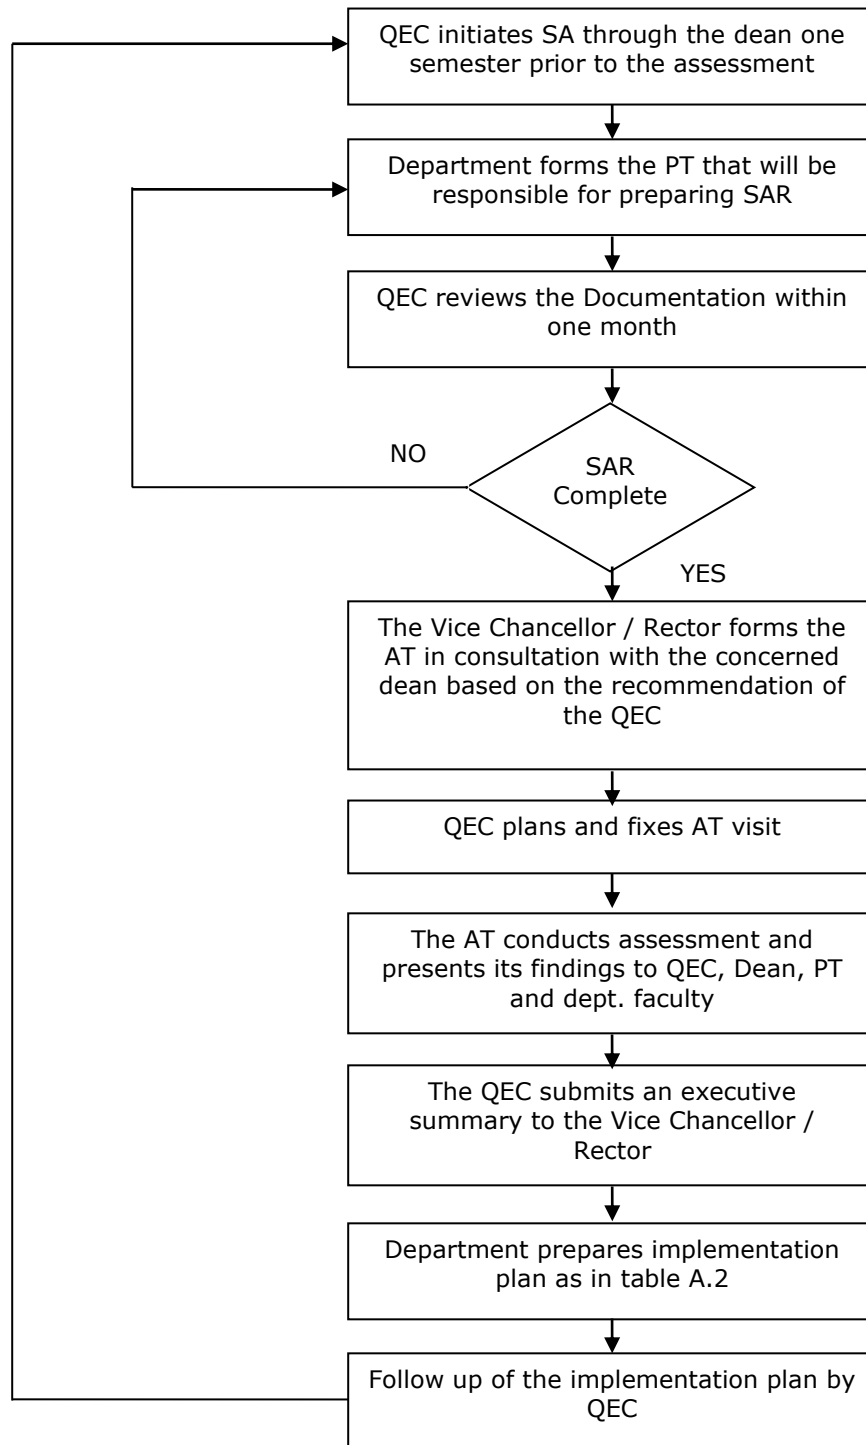 QEC initiates SA through the dean one
semester prior to the assessment
Department forms the PT that will be
responsible for preparing SAR
QEC reviews the Documentation within
one month
NO
SAR
Complete
YES
The Vice Chancellor / Rector forms the
AT in consultation with the concerned
dean based on the recommendation of
the QEC
QEC plans and fixes AT visit
The AT conducts assessment and
presents its findings to QEC, Dean, PT
and dept. faculty
The QEC submits an executive
summary to the Vice Chancellor /
Rector
Department prepares implementation
plan as in table A.2
Follow up of the implementation plan by
QEC